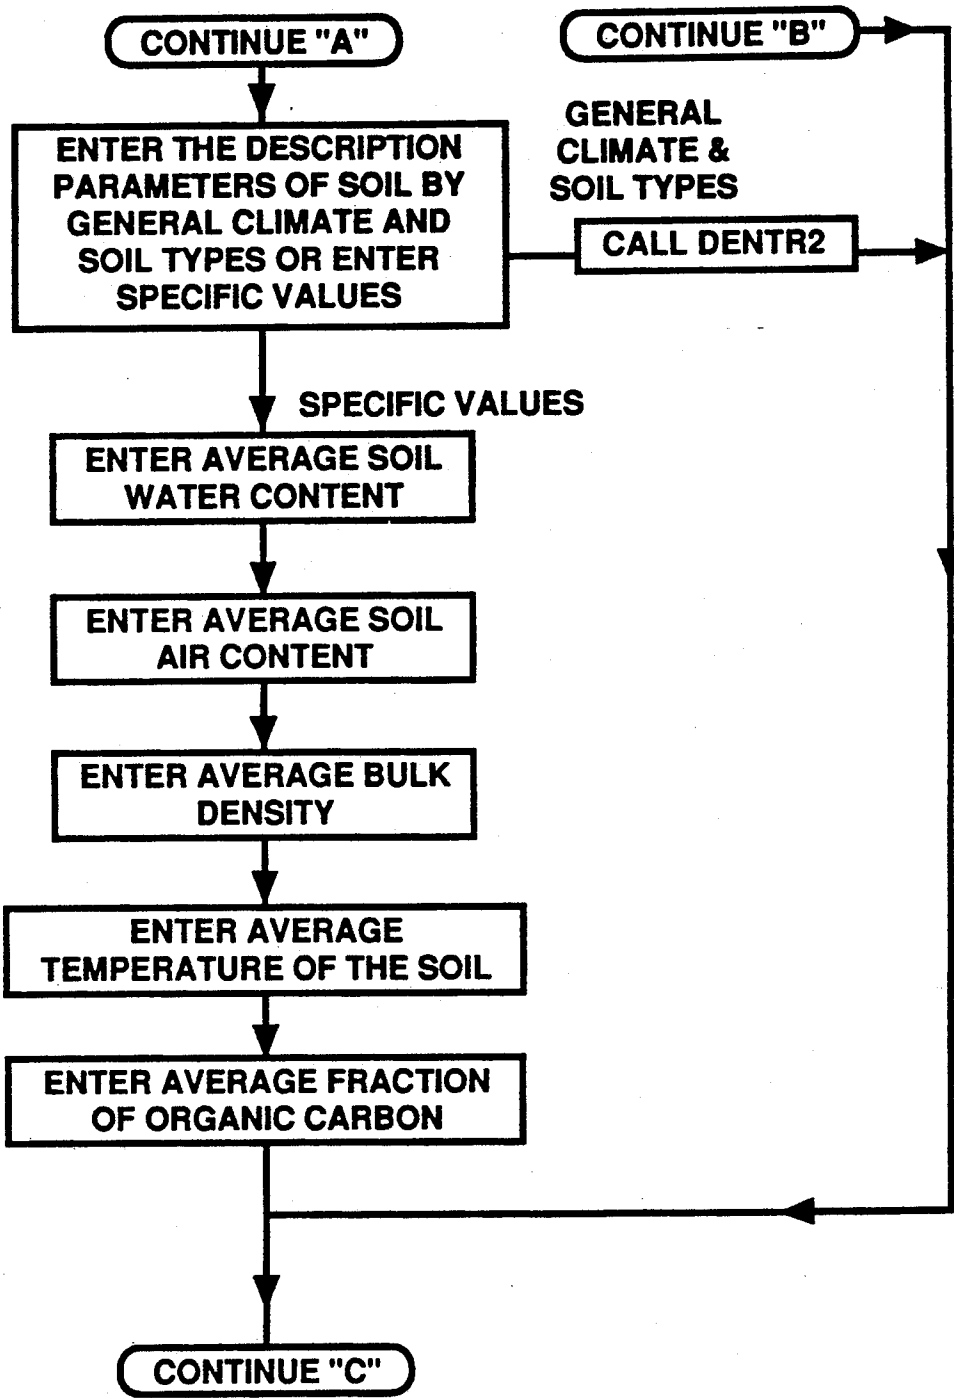 CONTINUE "A"
CONTINUE "B"
ENTER THE DESCRIPTION
PARAMETERS OF SOIL BY
GENERAL CLIMATE AND
SOIL TYPES OR ENTER
SPECIFIC VALUES
GENERAL
CLIMATE &
SOIL TYPES
CALL DENTR2
SPECIFIC VALUES
ENTER AVERAGE SOIL
WATER CONTENT
ENTER AVERAGE SOIL
AIR CONTENT
ENTER AVERAGE BULK
DENSITY
ENTER AVERAGE
TEMPERATURE OF THE SOIL
ENTER AVERAGE FRACTION
OF ORGANIC CARBON
CONTINUE "C"